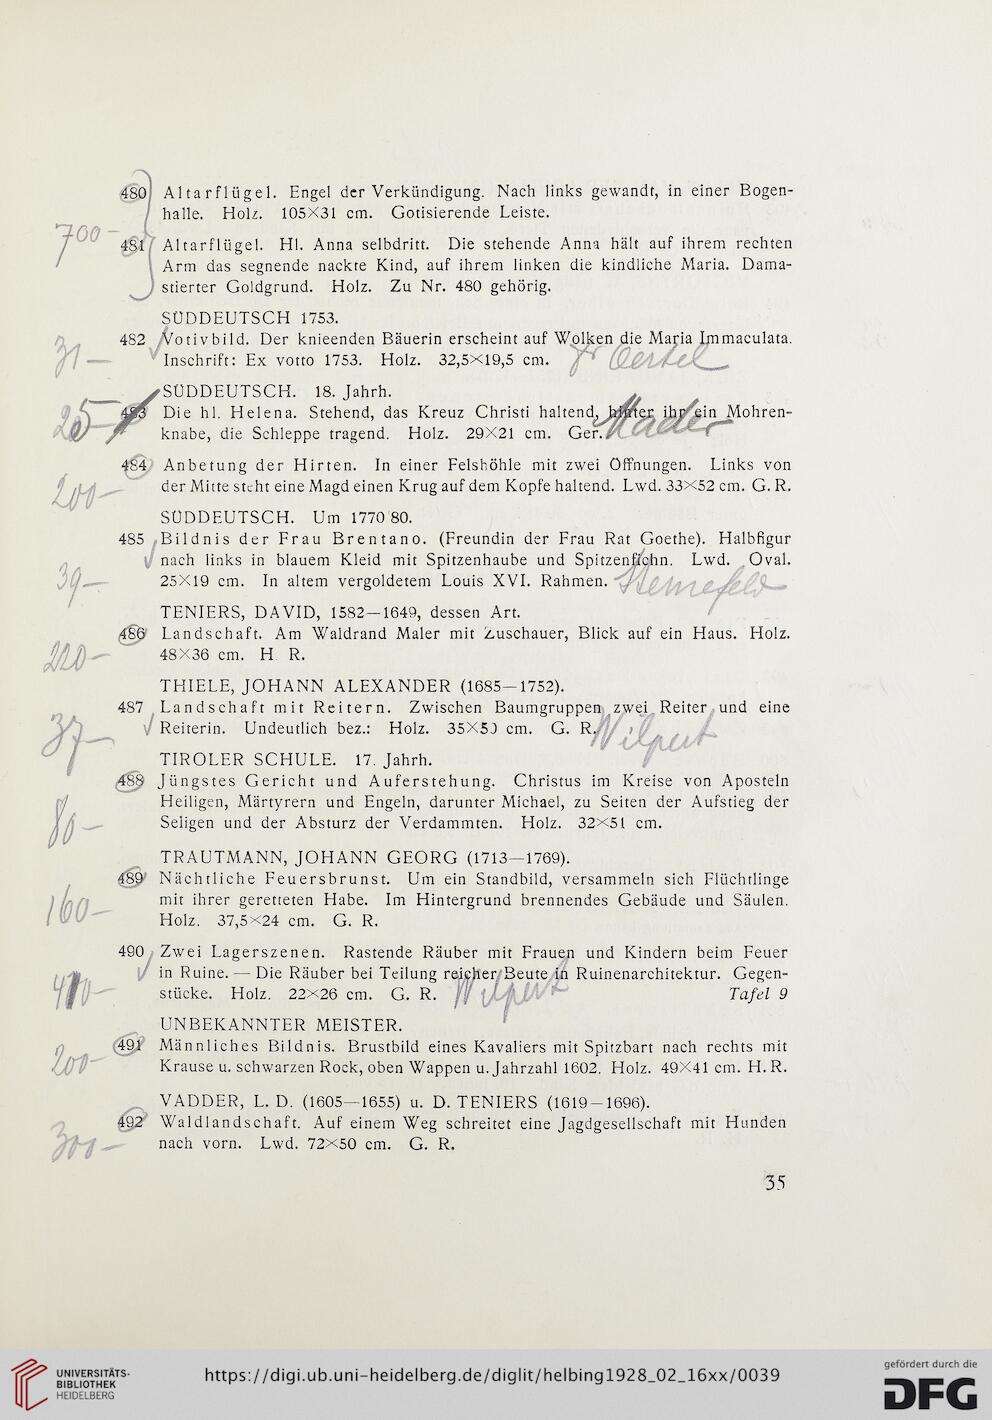 480 Altarflügel. Engel der Verkündigung. Nach links gewandt, in einer Bogen-
halle. Holz. 105×31 cm. Gotisierende Leiste.
700 –
481 Altarflügel. Hl. Anna selbdritt. Die stehende Anna hält auf ihrem rechten
Arm das segnende nackte Kind, auf ihrem linken die kindliche Maria. Dama-
stierter Goldgrund. Holz. Zu Nr. 480 gehörig.
SÜDDEUTSCH 1753.
482 Votivbild. Der knieenden Bäuerin erscheint auf Wolken die Maria Immaculata.
31 – Inschrift: Ex votto 1753. Holz. 32,5×19,5 cm. Dr Oertel
SÜDDEUTSCH. 18. Jahrh.
25 – 483 Die hl. Helena. Stehend, das Kreuz Christi haltend, hinter ihr ein Mohren-
knabe, die Schleppe tragend. Holz. 29×21 cm. Ger. Mader
484 Anbetung der Hirten. In einer Felshöhle mit zwei Öffnungen. Links von
200 – der Mitte steht eine Magd einen Krug auf dem Kopfe haltend. Lwd. 33×52 cm. G. R.
SÜDDEUTSCH. Um 1770 80.
485 Bildnis der Frau Brentano. (Freundin der Frau Rat Goethe). Halbfigur
nach links in blauem Kleid mit Spitzenhaube und Spitzenfichn. Lwd. Oval.
39 – 25×19 cm. In altem vergoldetem Louis XVI. Rahmen.
TENIERS, DAVID, 1582—1649, dessen Art.
486 Landschaft. Am Waldrand Maler mit Zuschauer, Blick auf ein Haus. Holz.
220 – 48×36 cm. H. R.
THIELE, JOHANN ALEXANDER (1685—1752).
487 Landschaft mit Reitern. Zwischen Baumgruppen zwei Reiter und eine
37 – Reiterin. Undeutlich bez.: Holz. 35×50 cm. G. R. Wilpert
TIROLER SCHULE. 17. Jahrh.
488 Jüngstes Gericht und Auferstehung. Christus im Kreise von Aposteln
Heiligen, Märtyrern und Engeln, darunter Michael, zu Seiten der Aufstieg der
80 – Seligen und der Absturz der Verdammten. Holz. 32×51 cm.
TRAUTMANN, JOHANN GEORG (1713—1769).
489 Nächtliche Feuersbrunst. Um ein Standbild, versammeln sich Flüchtlinge
160 – mit ihrer geretteten Habe. Im Hintergrund brennendes Gebäude und Säulen.
Holz. 37,5×24 cm. G. R.
490 Zwei Lagerszenen. Rastende Räuber mit Frauen und Kindern beim Feuer
in Ruine. — Die Räuber bei Teilung reicher Beute in Ruinenarchitektur. Gegen-
stücke. Holz. 22×26 cm. G. R. Wilpert Tafel 9
UNBEKANNTER MEISTER.
491 Männliches Bildnis. Brustbild eines Kavaliers mit Spitzbart nach rechts mit
200 – Krause u. schwarzen Rock, oben Wappen u. Jahrzahl 1602. Holz. 49×41 cm. H. R.
VADDER, L. D. (1605—1655) u. D. TENIERS (1619—1696).
492 Waldlandschaft. Auf einem Weg schreitet eine Jagdgesellschaft mit Hunden
300 – nach vorn. Lwd. 72×50 cm. G. R.
35
UNIVERSITÄTS-
BIBLIOTHEK
HEIDELBERG
https://digi.ub.uni-heidelberg.de/diglit/helbing1928_02_16xx/0039
gefördert durch die
DFG